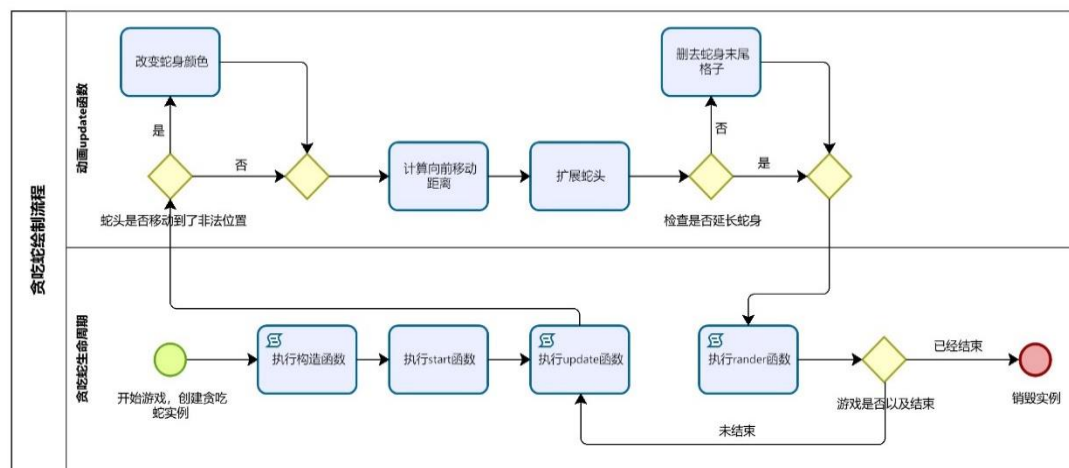 贪吃蛇绘制流程
动画update函数
改变蛇身颜色
删去蛇身末尾
格子
是
否
计算向前移动
距离
扩展蛇头
否
是
蛇头是否移动到了非法位置
检查是否延长蛇身
贪吃蛇生命周期
执行构造函数
执行start函数
执行update函数
执行rander函数
已经结束
开始游戏，创建贪吃
蛇实例
游戏是否以及结束
销毁实例
未结束